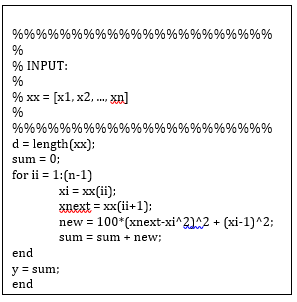 %%%%%%%%%%%%%%%%%%%%%%
%
% INPUT:
%
% xx = [x1, x2, ..., xn]
%
%%%%%%%%%%%%%%%%%%%%%%
d = length(xx);
sum = 0;
for ii = 1:(n-1)
xi = xx(ii);
xnext = xx(ii+1);
new = 100*(xnext-xi^2)^2 + (xi-1)^2;
sum = sum + new;
end
y = sum;
end